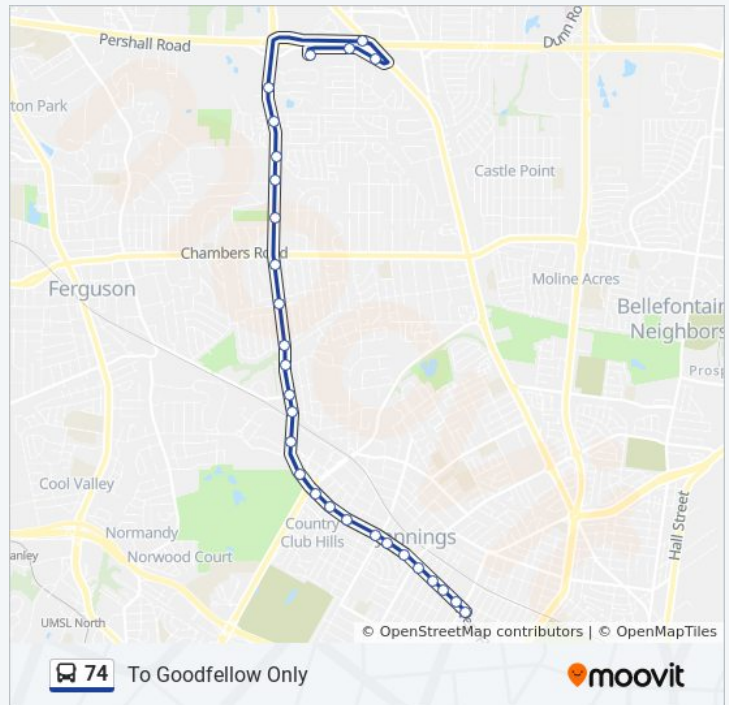 Pershall Road
Dunn Ro
ton Park
Castle Point
Chambers Road
Moline Acres
Ferguson
Bellefontain
Neighbors
Prosp
Cool Valley
Hall Street
Country
Club Hills
Jennings
Normandy
anley
Norwood Court
UMSL North
© OpenStreetMap contributors | © OpenMapTiles
74 To Goodfellow Only
moovit